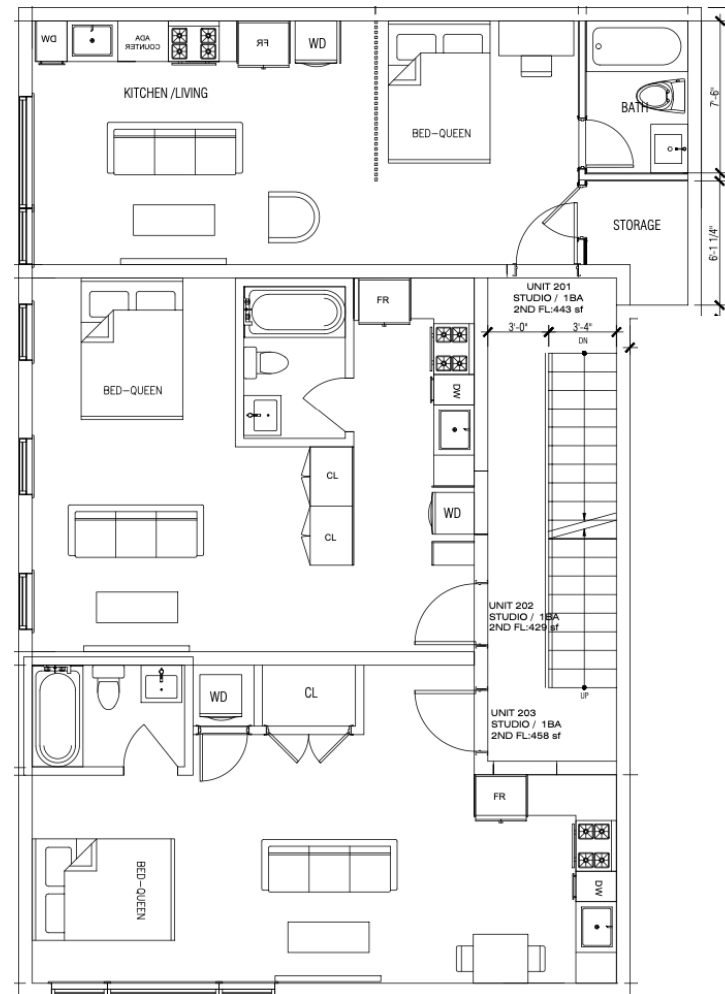 DW
ADA
COUNTER
FR
WD
KITCHEN /LIVING
BED-QUEEN
BATH
7'-6"
STORAGE
6'-1 1/4"
UNIT 201
STUDIO / 1BA
2ND FL:443 sf
3'-0"
3'-4"
DN
FR
BED-QUEEN
DW
CL
CL
WD
UNIT 202
STUDIO / 1BA
2ND FL:429 sf
UP
UNIT 203
STUDIO / 1BA
2ND FL:458 sf
WD
CL
FR
BED-QUEEN
DW